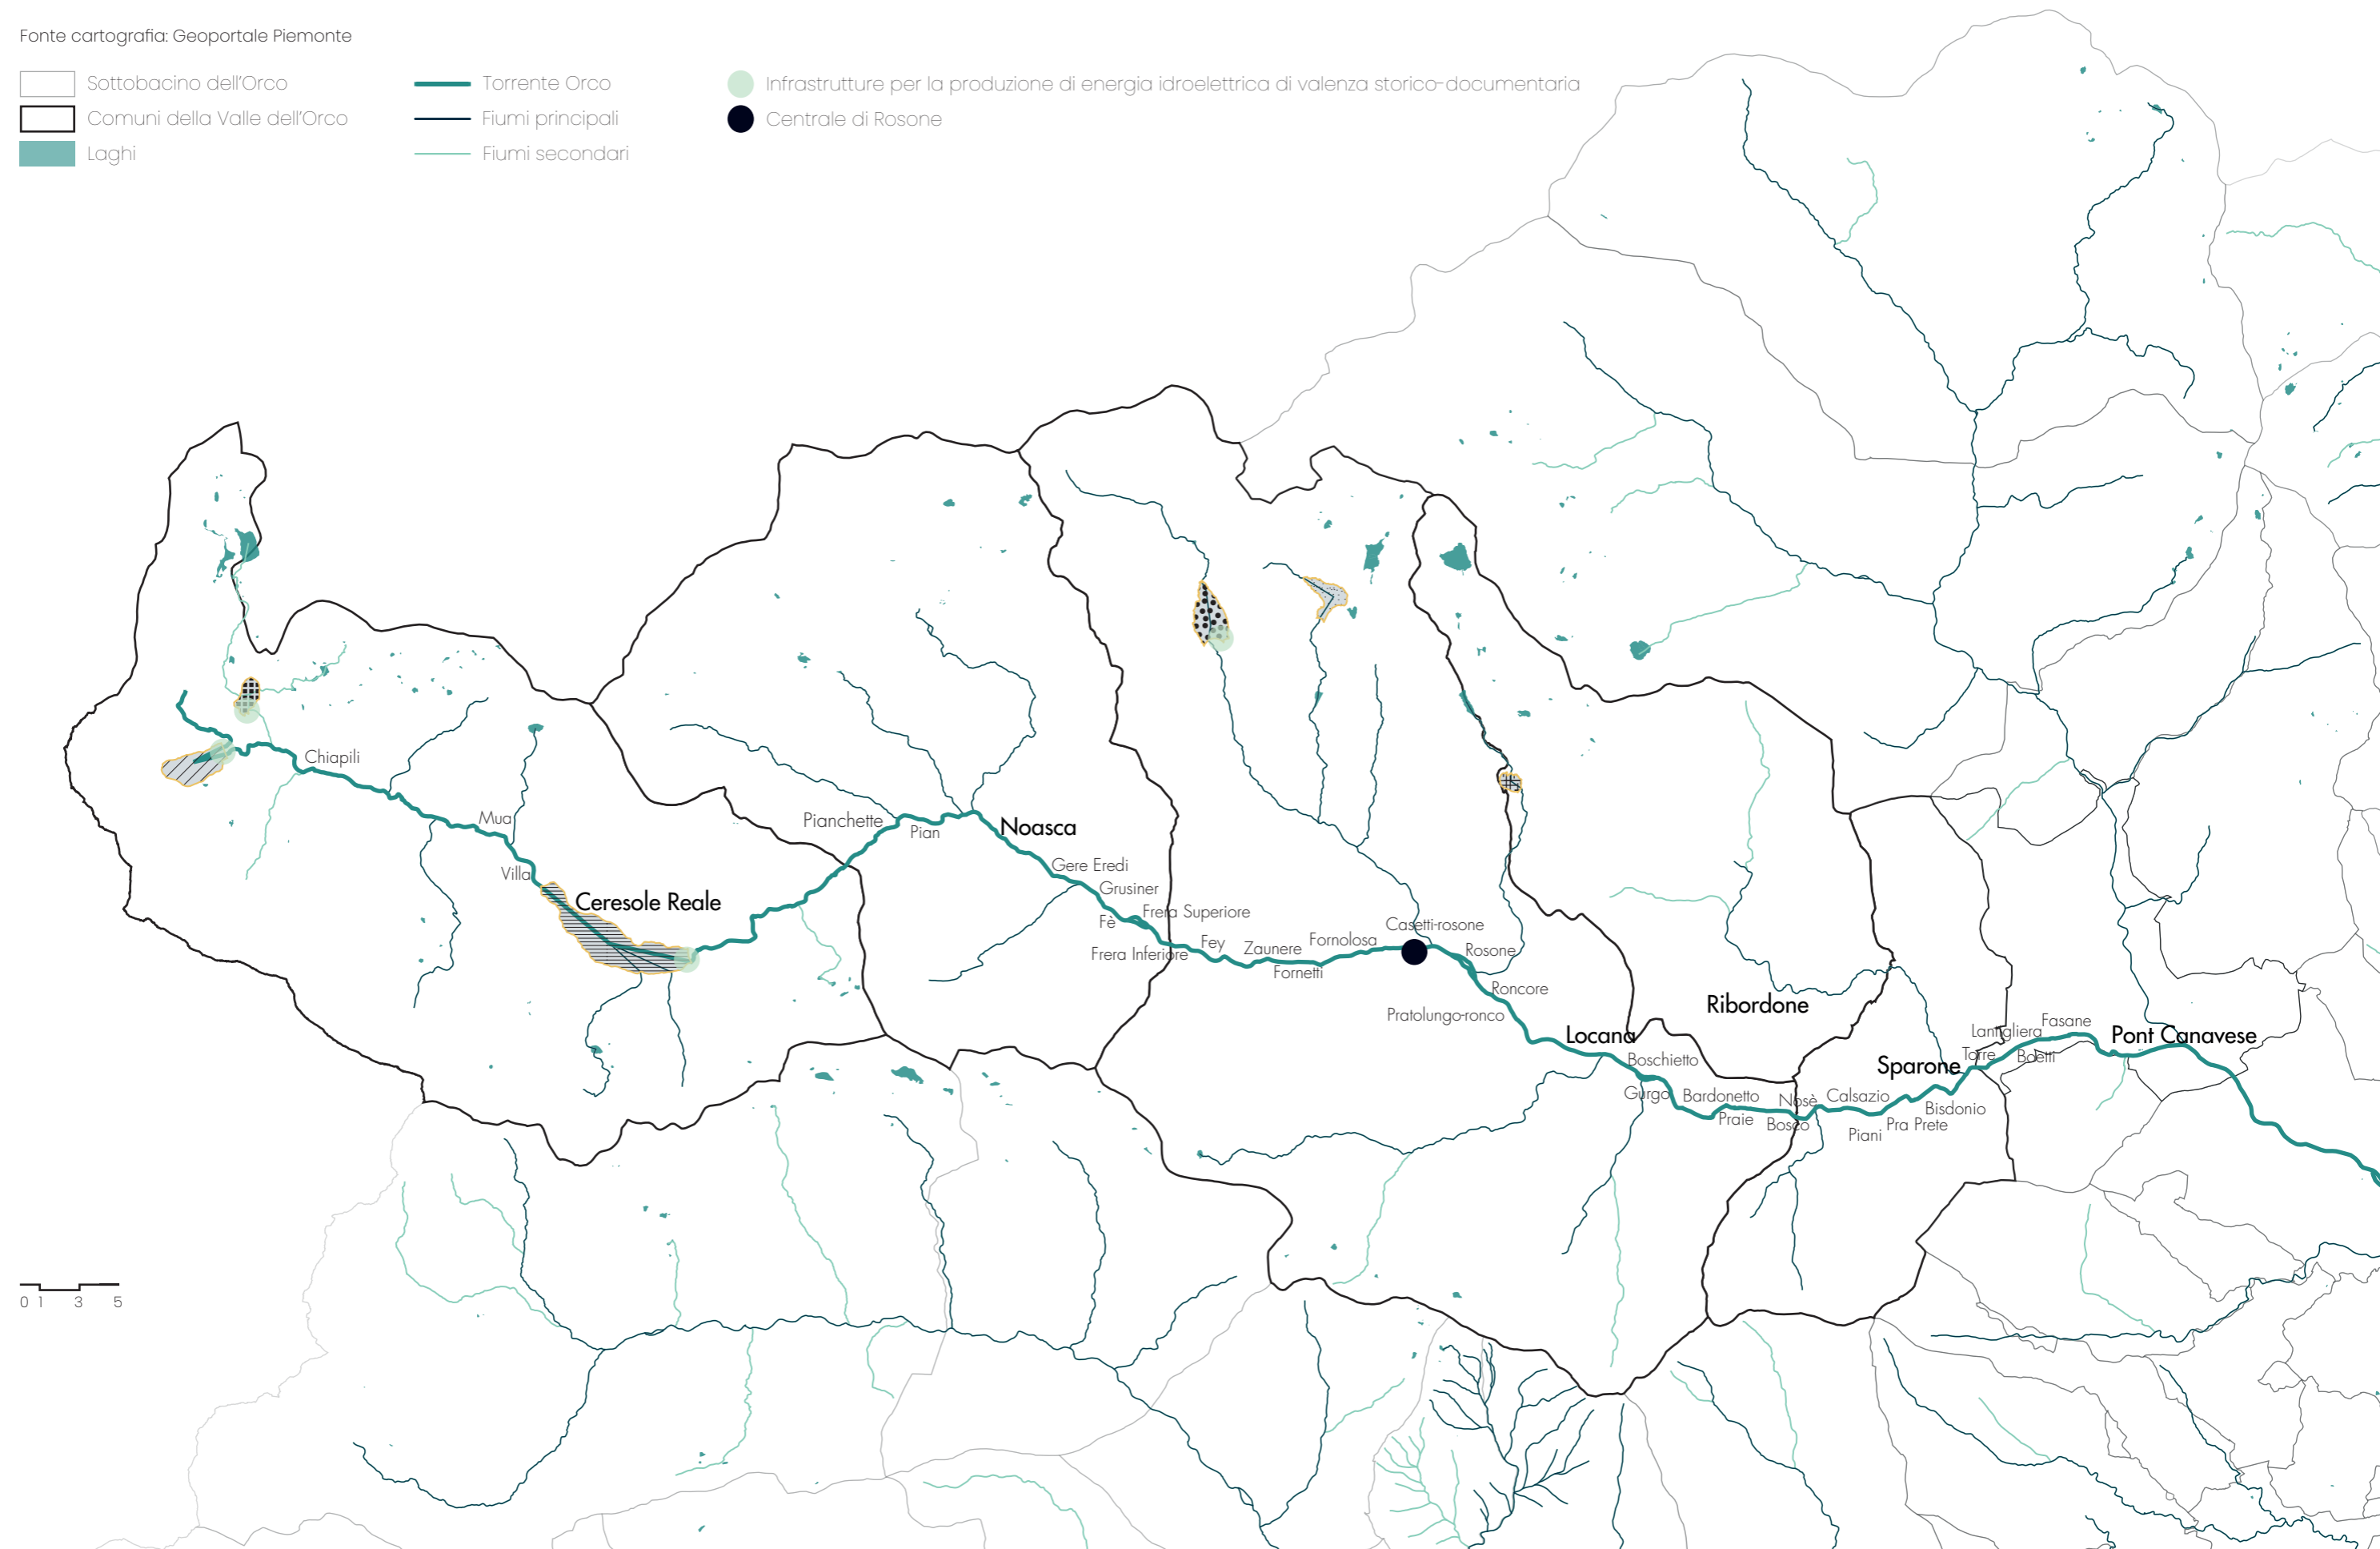 Fonte cartografia: Geoportale Piemonte
Sottobacino dell'Orco
Comuni della Valle dell'Orco
Laghi
Torrente Orco
Fiumi principali
Fiumi secondari
Infrastrutture per la produzione di energia idroelettrica di valenza storico-documentaria
Centrale di Rosone
Chiapili
Mua
Villa
Ceresole Reale
Pianchette
Pian
Noasca
Gere Eredi
Grusiner
Fè
Frera Superiore
Frera Inferiore
Fey
Zaunere
Fornetti
Fornolosa
Casetti-rosone
Rosone
Roncore
Pratolungo-ronco
Locana
Ribordone
Boschietto
Gurgo
Bardonetto
Praie
Nosè
Bosco
Calsazio
Piani
Pra Prete
Bisdonio
Sparone
Torre
Lantgliera
Boetti
Fasane
Pont Canavese
0 1 3 5